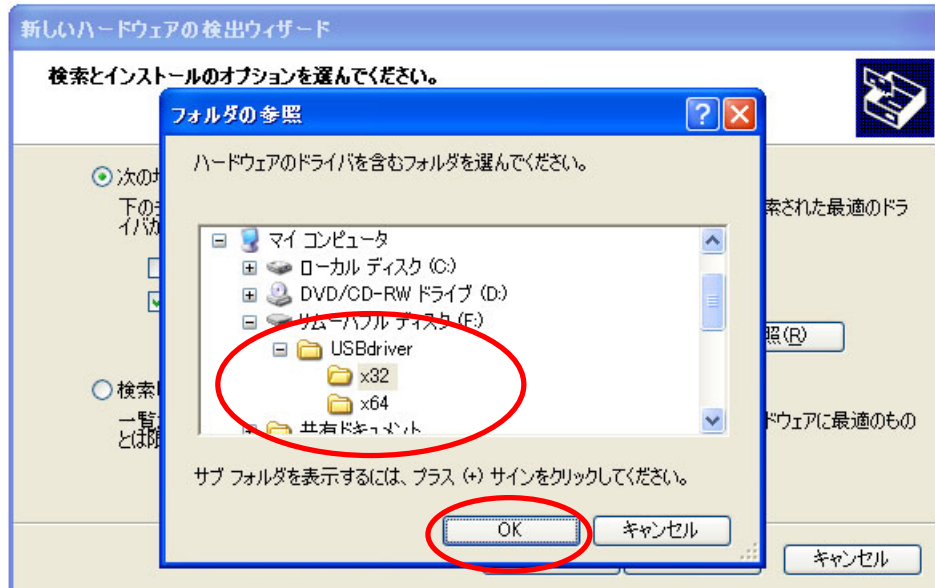 新しいハードウェアの検出ウィザード
検索とインストールのオプションを選んでください。
フォルダの参照
ハードウェアのドライバを含むフォルダを選んでください。
次の
下の
索された最適のドラ
イバが
マイ コンピュータ
ローカル ディスク (C:)
DVD/CD-RW ドライブ (D:)
リムーバブル ディスク (F:)
USBdriver
x32
x64
共有ドキュメント
照(R)
検索
一覧
ドウェアに最適のもの
とは限
サブ フォルダを表示するには、プラス (+) サインをクリックしてください。
OK
キャンセル
キャンセル